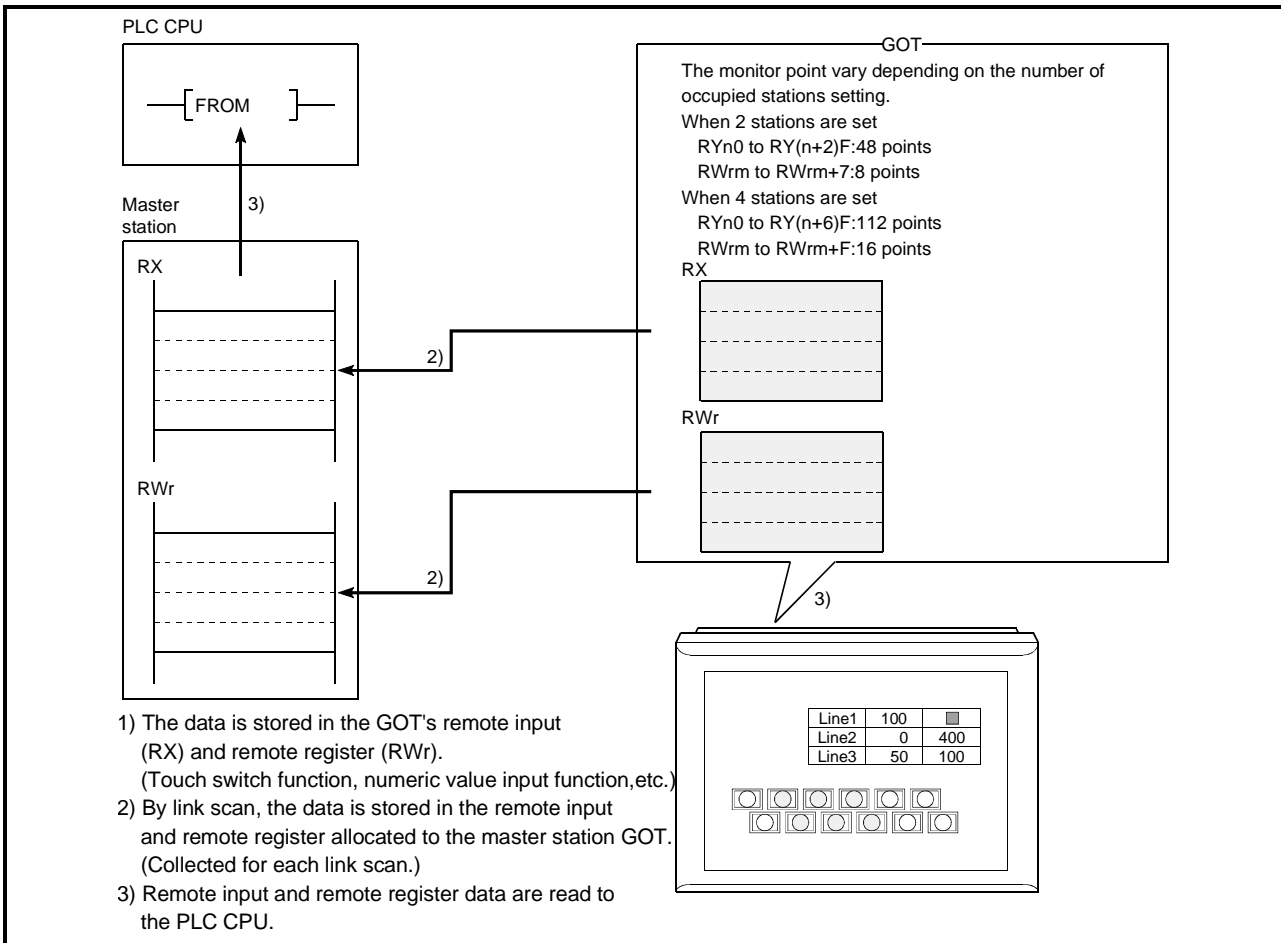 PLC CPU
FROM
3)
Master
station
RX
2)
RWr
2)
GOT
The monitor point vary depending on the number of
occupied stations setting.
When 2 stations are set
RYn0 to RY(n+2)F:48 points
RWrm to RWrm+7:8 points
When 4 stations are set
RYn0 to RY(n+6)F:112 points
RWrm to RWrm+F:16 points
RX
RWr
3)
Line1 100
Line2 0 400
Line3 50 100
1) The data is stored in the GOT's remote input
(RX) and remote register (RWr).
(Touch switch function, numeric value input function,etc.)
2) By link scan, the data is stored in the remote input
and remote register allocated to the master station GOT.
(Collected for each link scan.)
3) Remote input and remote register data are read to
the PLC CPU.